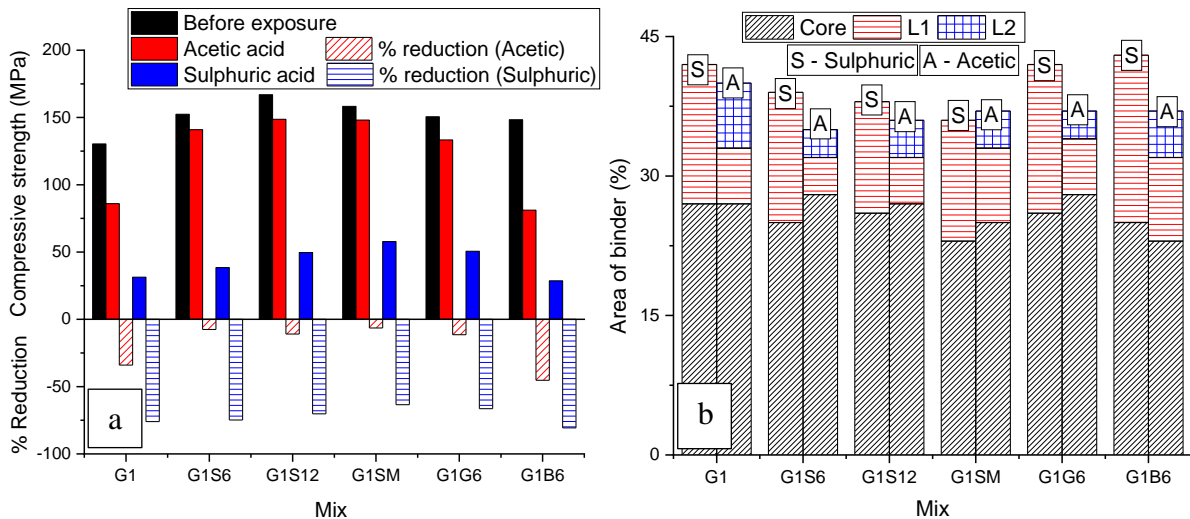 Before exposure
Acetic acid
% reduction (Acetic)
Sulphuric acid
% reduction (Sulphuric)
200
150
100
50
0
-50
-100
Compressive strength (MPa)
% Reduction
a
G1 G1S6 G1S12 G1SM G1G6 G1B6
Mix
Core L1 L2
S - Sulphuric A - Acetic
45
30
15
0
Area of binder (%)
S A S A S A S A S A S A
b
G1 G1S6 G1S12 G1SM G1G6 G1B6
Mix